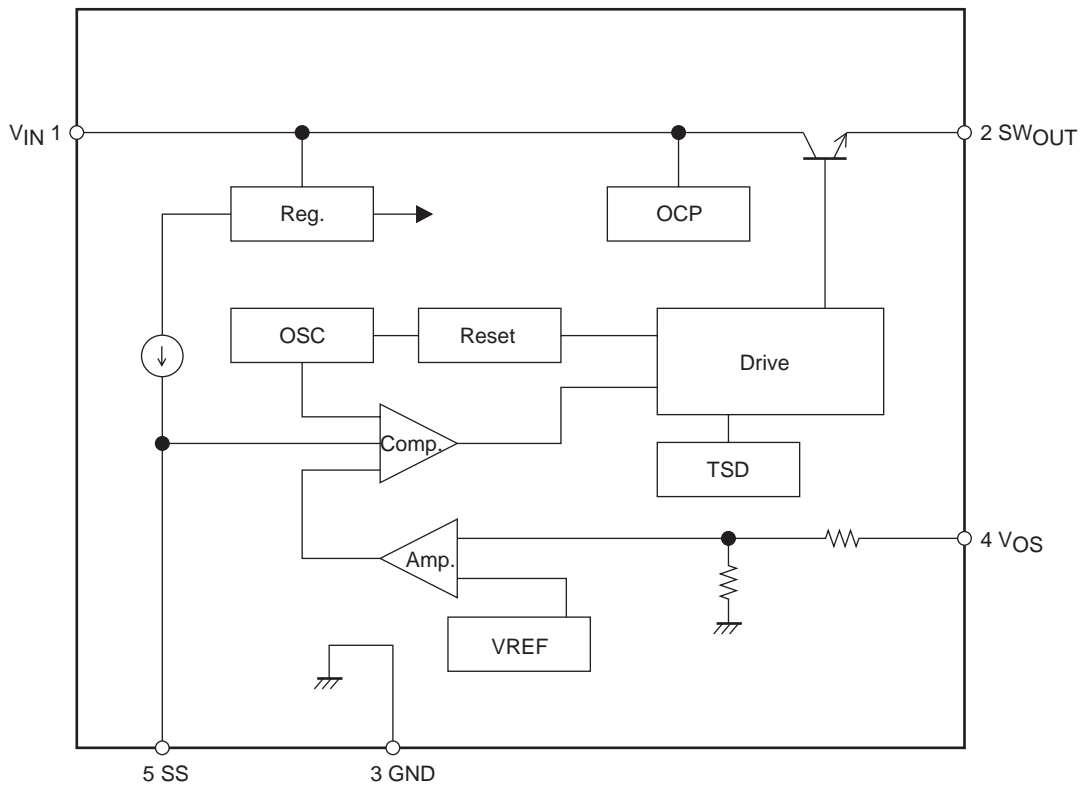 VIN 1
2 SWOUT
Reg.
OCP
OSC
Reset
Drive
Comp.
TSD
Amp.
4 VOS
VREF
5 SS
3 GND